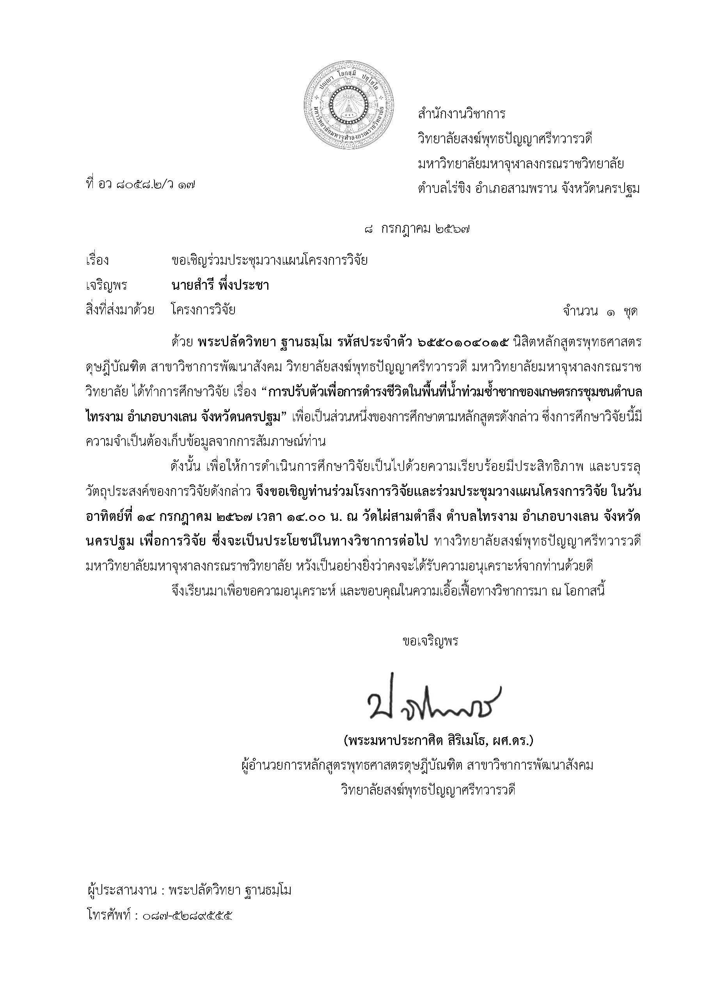 ปญฺญา โลกสฺมิ ปชฺโชโต
มหาวิทยาลัยมหาจุฬาลงกรณราชวิทยาลัย
ม จ ร
สำนักงานวิชาการ
วิทยาลัยสงฆ์พุทธปัญญาศรีทวารวดี
มหาวิทยาลัยมหาจุฬาลงกรณราชวิทยาลัย
ที่ อว ๘๐๕๘.๒/ว ๑๗
ตำบลไร่ขิง อำเภอสามพราน จังหวัดนครปฐม
๘ กรกฎาคม ๒๕๖๗
เรื่อง ขอเชิญร่วมประชุมวางแผนโครงการวิจัย
เจริญพร นายสำรี พึ่งประชา
สิ่งที่ส่งมาด้วย โครงการวิจัย จำนวน ๑ ชุด
ด้วย พระปลัดวิทยา ฐานธมฺโม รหัสประจำตัว ๖๕๕๐๑๐๔๐๑๕ นิสิตหลักสูตรพุทธศาสตร
ดุษฎีบัณฑิต สาขาวิชาการพัฒนาสังคม วิทยาลัยสงฆ์พุทธปัญญาศรีทวารวดี มหาวิทยาลัยมหาจุฬาลงกรณราช
วิทยาลัย ได้ทำการศึกษาวิจัย เรื่อง “การปรับตัวเพื่อการดำรงชีวิตในพื้นที่น้ำท่วมซ้ำซากของเกษตรกรชุมชนตำบล
ไทรงาม อำเภอบางเลน จังหวัดนครปฐม” เพื่อเป็นส่วนหนึ่งของการศึกษาตามหลักสูตรดังกล่าว ซึ่งการศึกษาวิจัยนี้มี
ความจำเป็นต้องเก็บข้อมูลจากการสัมภาษณ์ท่าน
ดังนั้น เพื่อให้การดำเนินการศึกษาวิจัยเป็นไปด้วยความเรียบร้อยมีประสิทธิภาพ และบรรลุ
วัตถุประสงค์ของการวิจัยดังกล่าว จึงขอเชิญท่านร่วมโรงการวิจัยและร่วมประชุมวางแผนโครงการวิจัย ในวัน
อาทิตย์ที่ ๑๔ กรกฎาคม ๒๕๖๗ เวลา ๑๔.๐๐ น. ณ วัดไผ่สามตำลึง ตำบลไทรงาม อำเภอบางเลน จังหวัด
นครปฐม เพื่อการวิจัย ซึ่งจะเป็นประโยชน์ในทางวิชาการต่อไป ทางวิทยาลัยสงฆ์พุทธปัญญาศรีทวารวดี
มหาวิทยาลัยมหาจุฬาลงกรณราชวิทยาลัย หวังเป็นอย่างยิ่งว่าคงจะได้รับความอนุเคราะห์จากท่านด้วยดี
จึงเรียนมาเพื่อขอความอนุเคราะห์ และขอบคุณในความเอื้อเฟื้อทางวิชาการมา ณ โอกาสนี้
ขอเจริญพร
(พระมหาประกาศิต สิริเมโธ, ผศ.ดร.)
ผู้อำนวยการหลักสูตรพุทธศาสตรดุษฎีบัณฑิต สาขาวิชาการพัฒนาสังคม
วิทยาลัยสงฆ์พุทธปัญญาศรีทวารวดี
ผู้ประสานงาน : พระปลัดวิทยา ฐานธมฺโม
โทรศัพท์ : ๐๘๗-๕๒๘๙๕๕๕